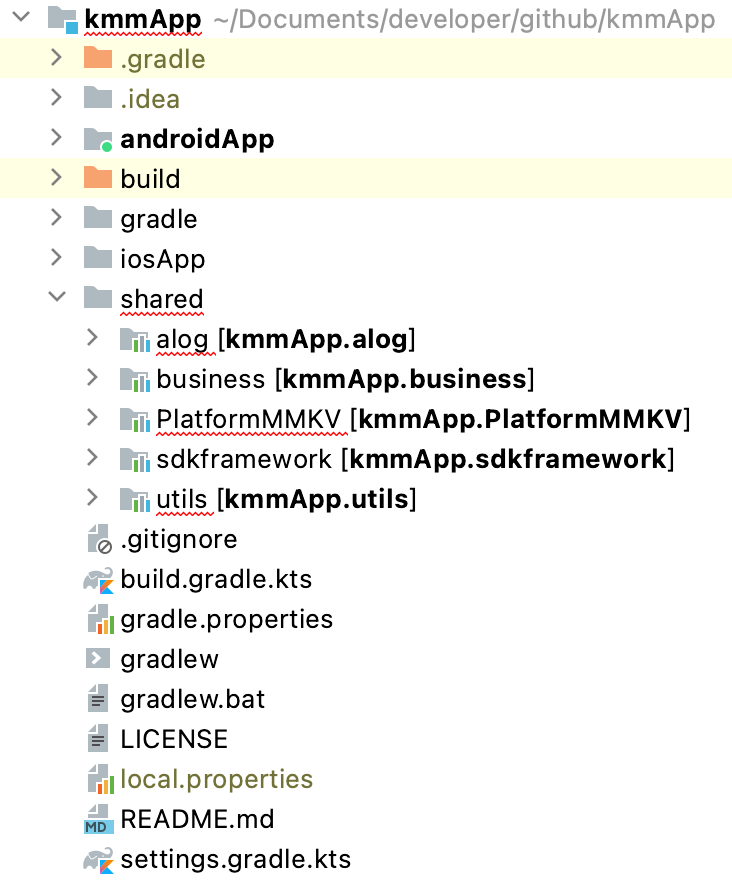 kmmApp ~/Documents/developer/github/kmmApp
.gradle
.idea
androidApp
build
gradle
iosApp
shared
alog [kmmApp.alog]
business [kmmApp.business]
PlatformMMKV [kmmApp.PlatformMMKV]
sdkframework [kmmApp.sdkframework]
utils [kmmApp.utils]
.gitignore
build.gradle.kts
gradle.properties
gradlew
gradlew.bat
LICENSE
local.properties
MD README.md
settings.gradle.kts